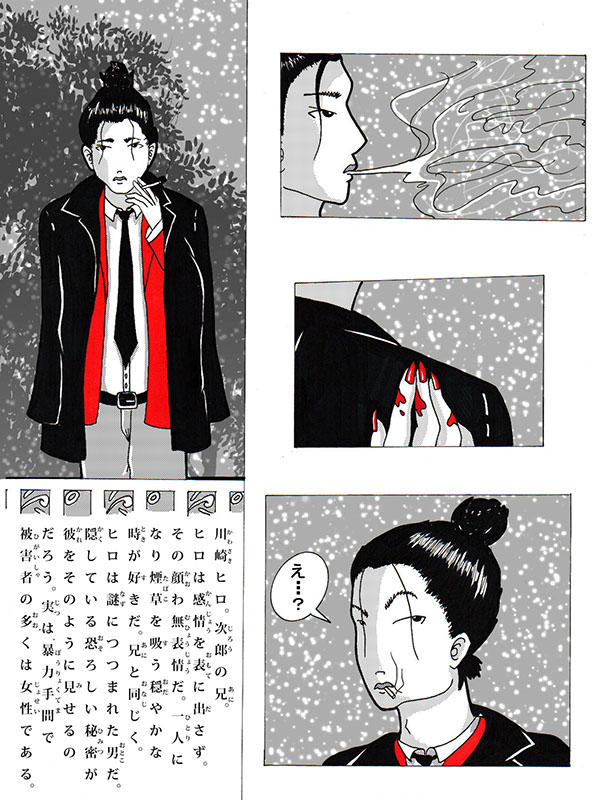 え…？
川崎ヒロ。次郎の兄。
ヒロは感情を表に出さず。
その顔わ無表情だ。一人に
なり煙草を吸う穏やかな
時が好きだ。兄と同じく。
ヒロは謎につつまれた男だ。
隠している恐ろしい秘密が
彼をそのように見せるの
だろう。実は暴力手間で
被害者の多くは女性である。